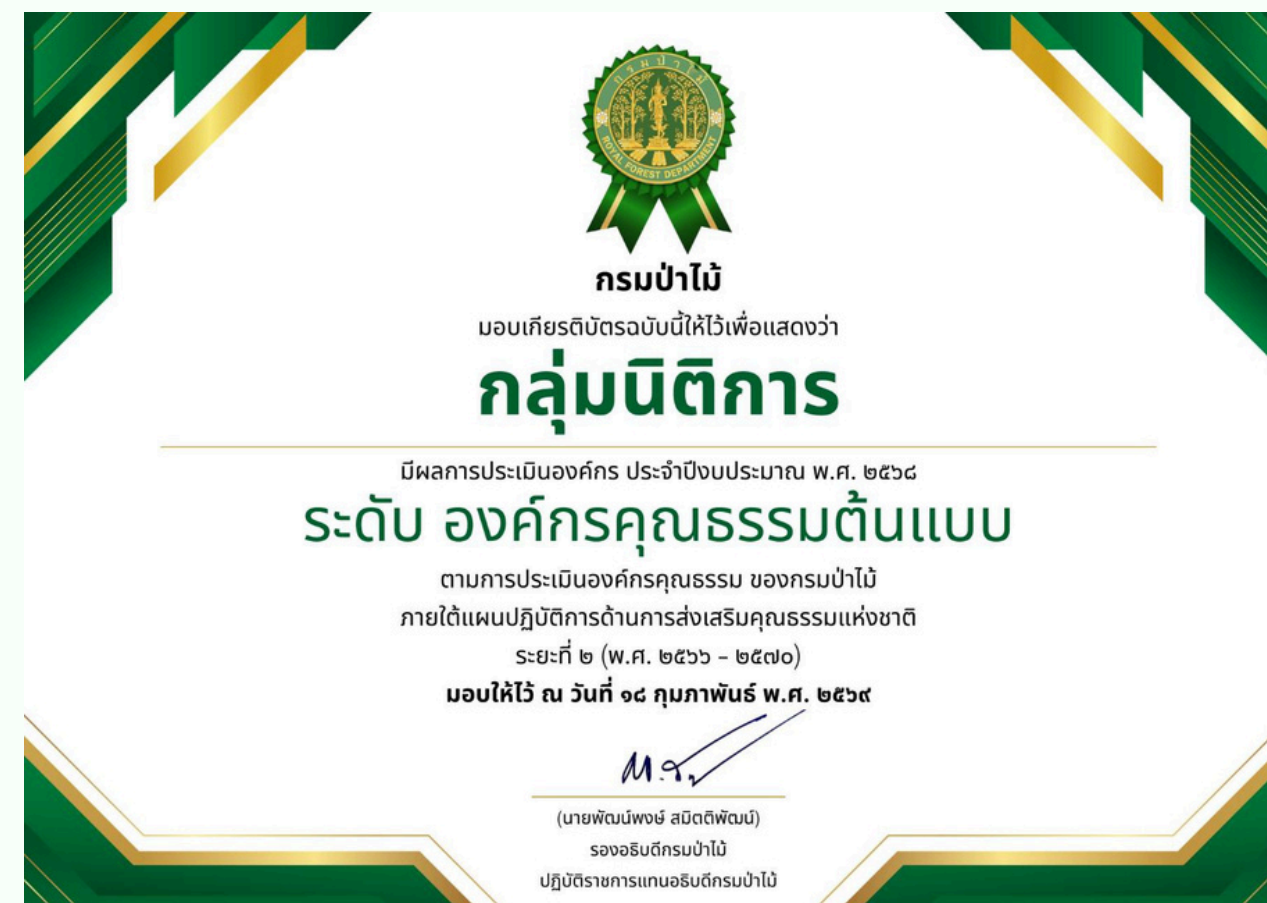 กรมป่าไม้
ROYAL FOREST DEPARTMENT
กรมป่าไม้
มอบเกียรติบัตรฉบับนี้ให้ไว้เพื่อแสดงว่า
กลุ่มนิติการ
มีผลการประเมินองค์กร ประจำปีงบประมาณ พ.ศ. ๒๕๖๘
ระดับ องค์กรคุณธรรมต้นแบบ
ตามการประเมินองค์กรคุณธรรม ของกรมป่าไม้
ภายใต้แผนปฏิบัติการด้านการส่งเสริมคุณธรรมแห่งชาติ
ระยะที่ ๒ (พ.ศ. ๒๕๖๖ – ๒๕๗๐)
มอบให้ไว้ ณ วันที่ ๑๘ กุมภาพันธ์ พ.ศ. ๒๕๖๙
(นายพัฒน์พงษ์ สมิตติพัฒน์)
รองอธิบดีกรมป่าไม้
ปฏิบัติราชการแทนอธิบดีกรมป่าไม้